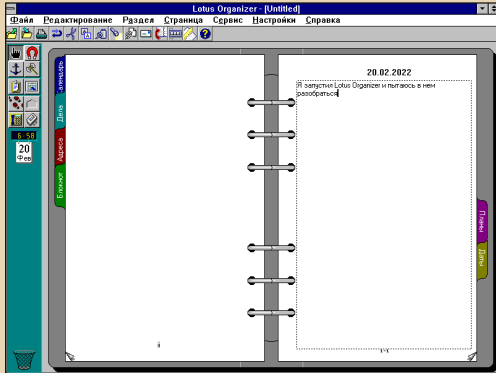 Lotus Organizer - [Untitled]
Файл Редактирование Раздел Страница Сервис Настройки Справка
6:58
20
Фев
Календарь
Дела
Адреса
Блокнот
20.02.2022
Я запустил Lotus Organizer и пытаюсь в нем
разобраться
Планы
Даты
ii